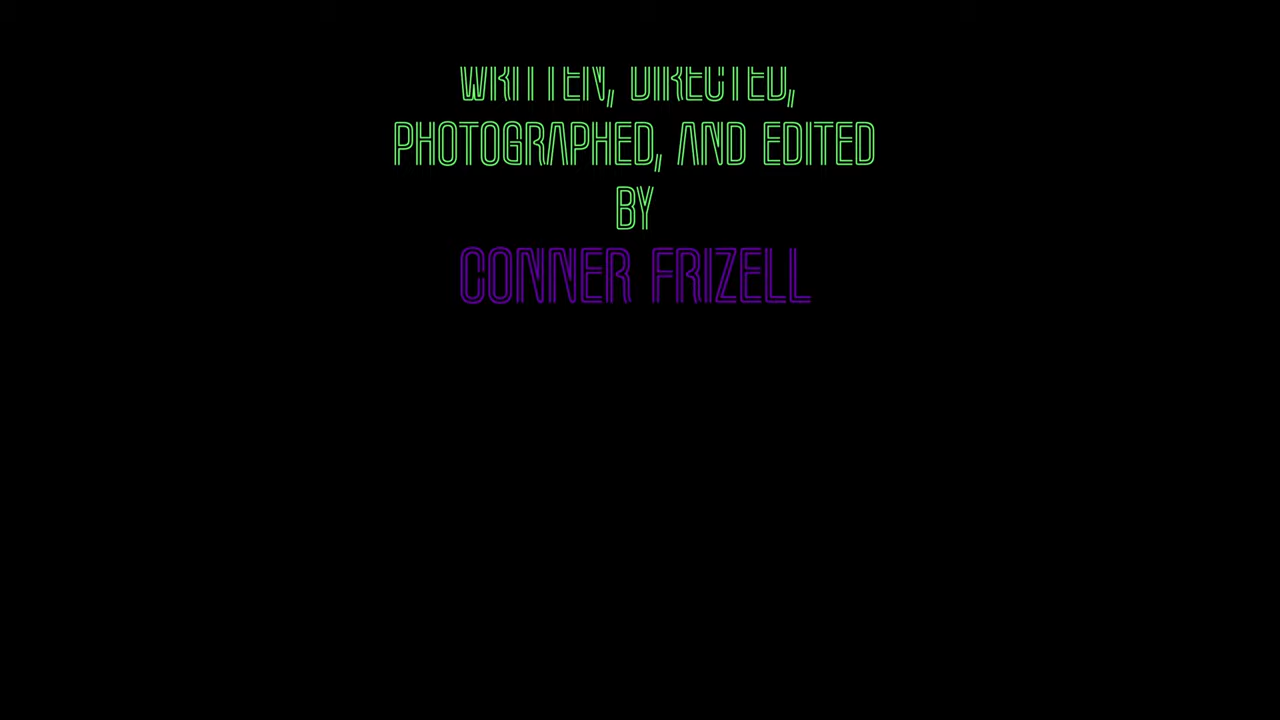 WRITTEN, DIRECTED,
PHOTOGRAPHED, AND EDITED
BY
CONNER FRIZELL